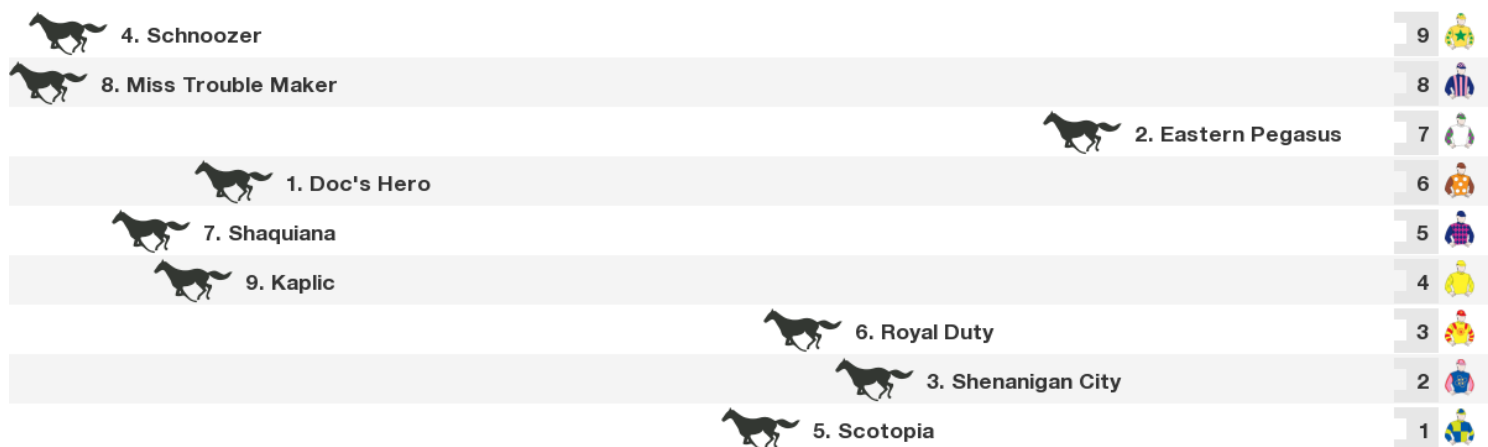 4. Schnoozer 9
8. Miss Trouble Maker 8
2. Eastern Pegasus 7
1. Doc's Hero 6
7. Shaquiana 5
9. Kaplic 4
6. Royal Duty 3
3. Shenanigan City 2
5. Scotopia 1